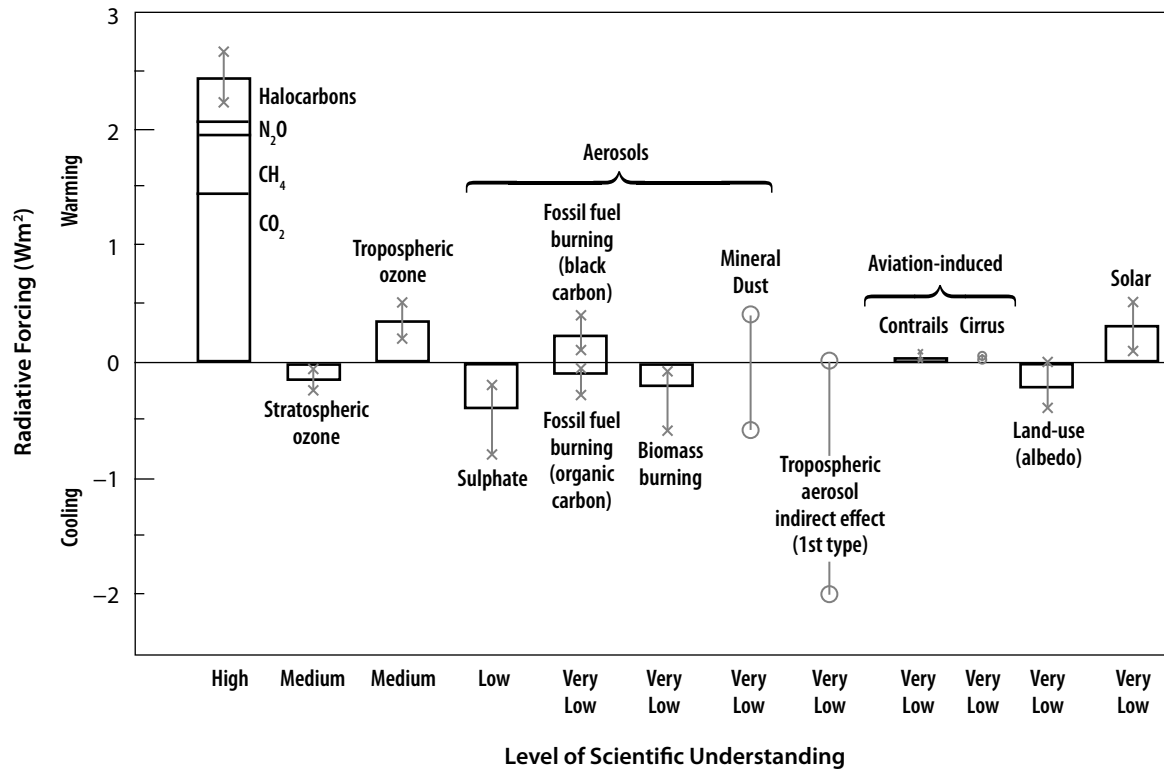 3
2
1
0
−1
−2
Radiative Forcing (Wm²)
Warming
Cooling
Halocarbons
N₂O
CH₄
CO₂
Stratospheric
ozone
Tropospheric
ozone
Aerosols
Sulphate
Fossil fuel
burning
(black
carbon)
Fossil fuel
burning
(organic
carbon)
Biomass
burning
Mineral
Dust
Tropospheric
aerosol
indirect effect
(1st type)
Aviation-induced
Contrails
Cirrus
Land-use
(albedo)
Solar
High
Medium
Medium
Low
Very
Low
Very
Low
Very
Low
Very
Low
Very
Low
Very
Low
Very
Low
Very
Low
Level of Scientific Understanding